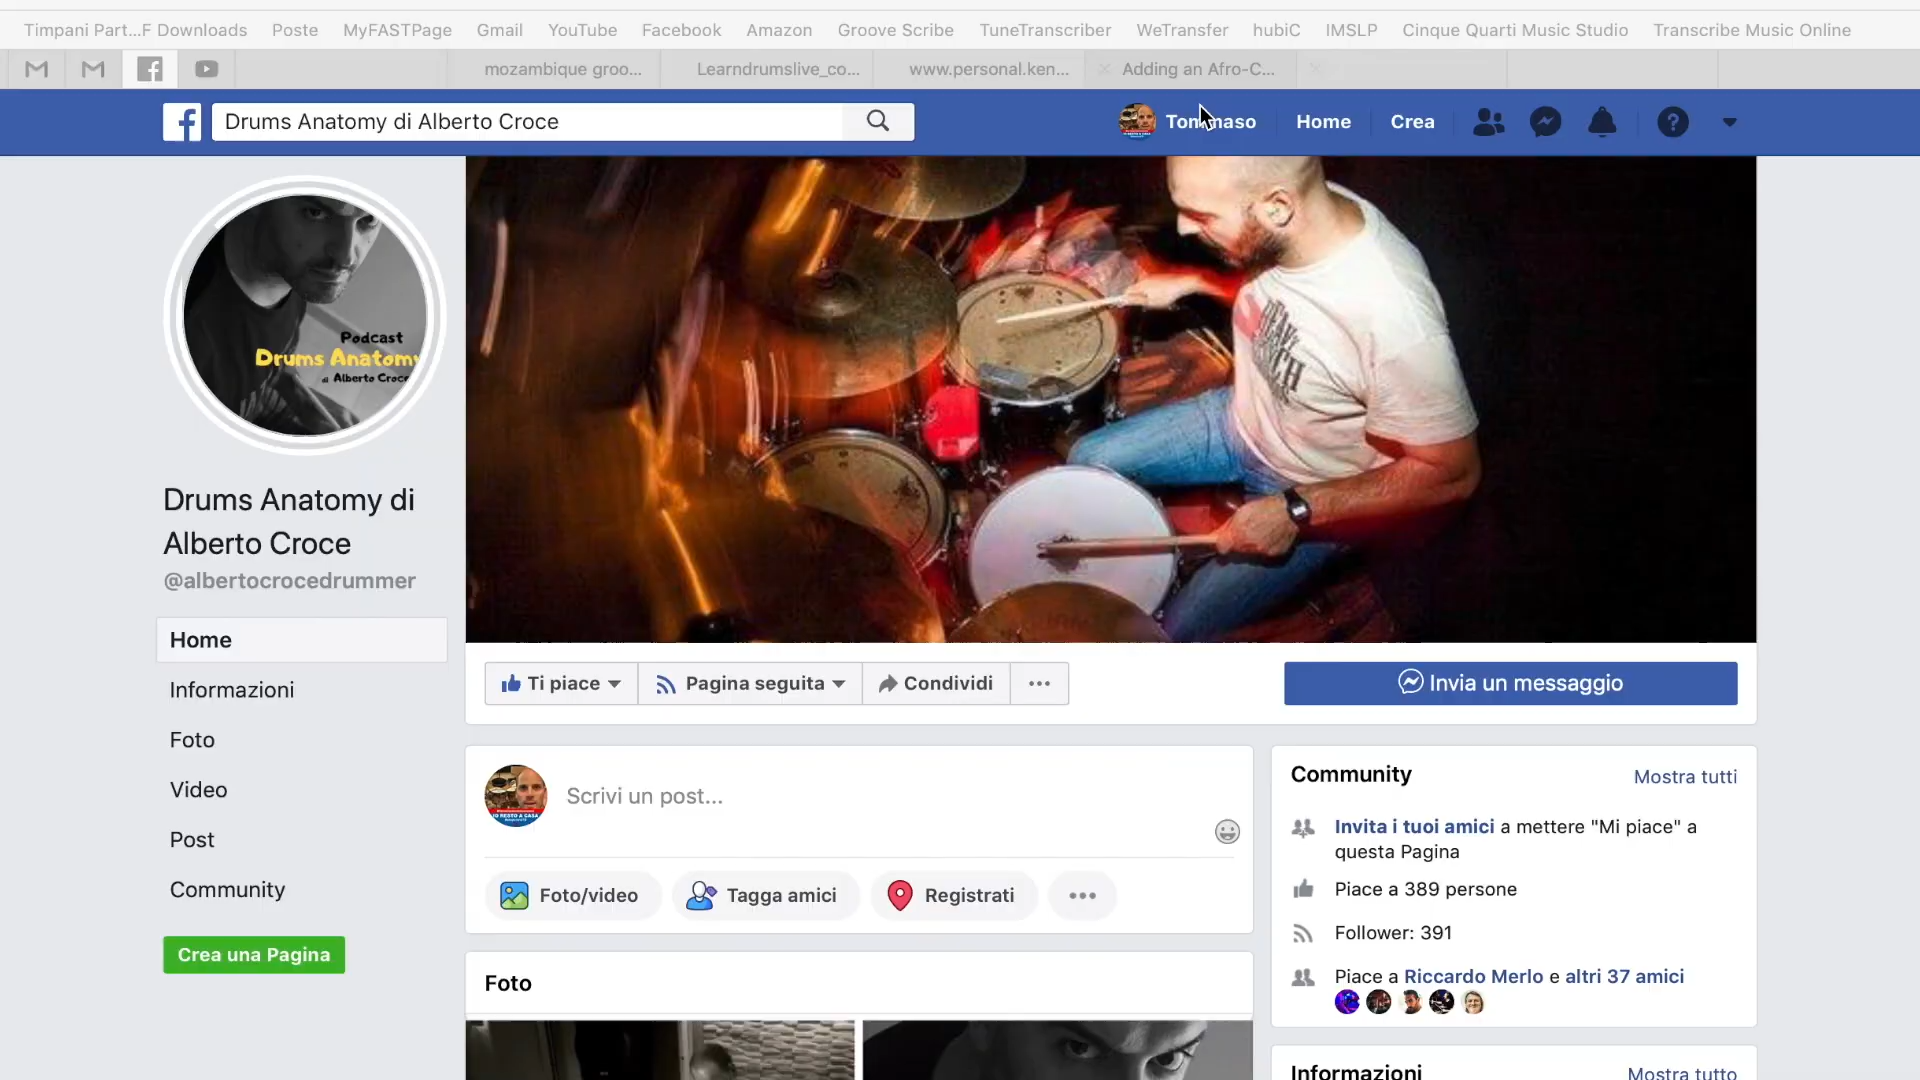 Timpani Part...F Downloads Poste MyFASTPage Gmail YouTube Facebook Amazon Groove Scribe TuneTranscriber WeTransfer hubiC IMSLP Cinque Quarti Music Studio Transcribe Music Online
mozambique groo... Learndrumslive_co... www.personal.ken... Adding an Afro-C...
Drums Anatomy di Alberto Croce
Tommaso Home Crea
Podcast
Drums Anatomy
di Alberto Croce
Drums Anatomy di
Alberto Croce
@albertocrocedrummer
Home
Informazioni
Foto
Video
Post
Community
Crea una Pagina
Ti piace Pagina seguita Condividi ...
Invia un messaggio
IO RESTO A CASA
Scrivi un post...
Foto/video Tagga amici Registrati ...
Foto
Community Mostra tutti
Invita i tuoi amici a mettere "Mi piace" a
questa Pagina
Piace a 389 persone
Follower: 391
Piace a Riccardo Merlo e altri 37 amici
Informazioni Mostra tutto